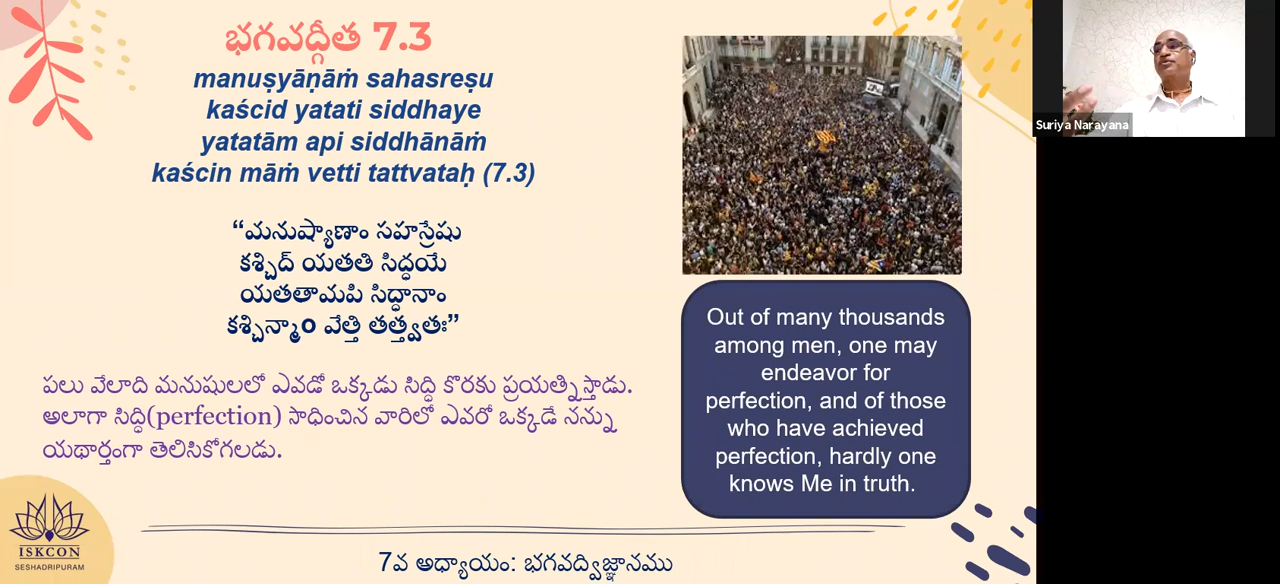 భగవద్గీత 7.3
manuṣyāṇāṁ sahasreṣu
kaścid yatati siddhaye
yatatām api siddhānāṁ
kaścin māṁ vetti tattvataḥ (7.3)
“మనుష్యాణాం సహస్రేషు
కశ్చిద్ యతతి సిద్ధయే
యతతామపి సిద్ధానాం
కశ్చిన్మాం వేత్తి తత్త్వతః”
పలు వేలాది మనుషులలో ఎవడో ఒక్కడు సిద్ధి కొరకు ప్రయత్నిస్తాడు.
అలాగా సిద్ధి(perfection) సాధించిన వారిలో ఎవరో ఒక్కడే నన్ను
యథార్తంగా తెలిసికోగలడు.
Out of many thousands
among men, one may
endeavor for
perfection, and of those
who have achieved
perfection, hardly one
knows Me in truth.
Suriya Narayana
ISKCON
SESHADRIPURAM
7వ అధ్యాయం: భగవద్విజ్ఞానము